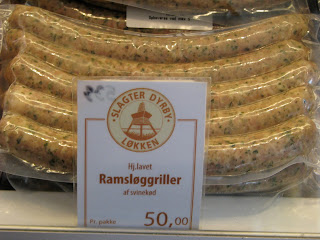 SLAGTER DYRBY
LØKKEN
Hj.lavet
Ramsløggriller
af svinekød
Pr. pakke 50,00